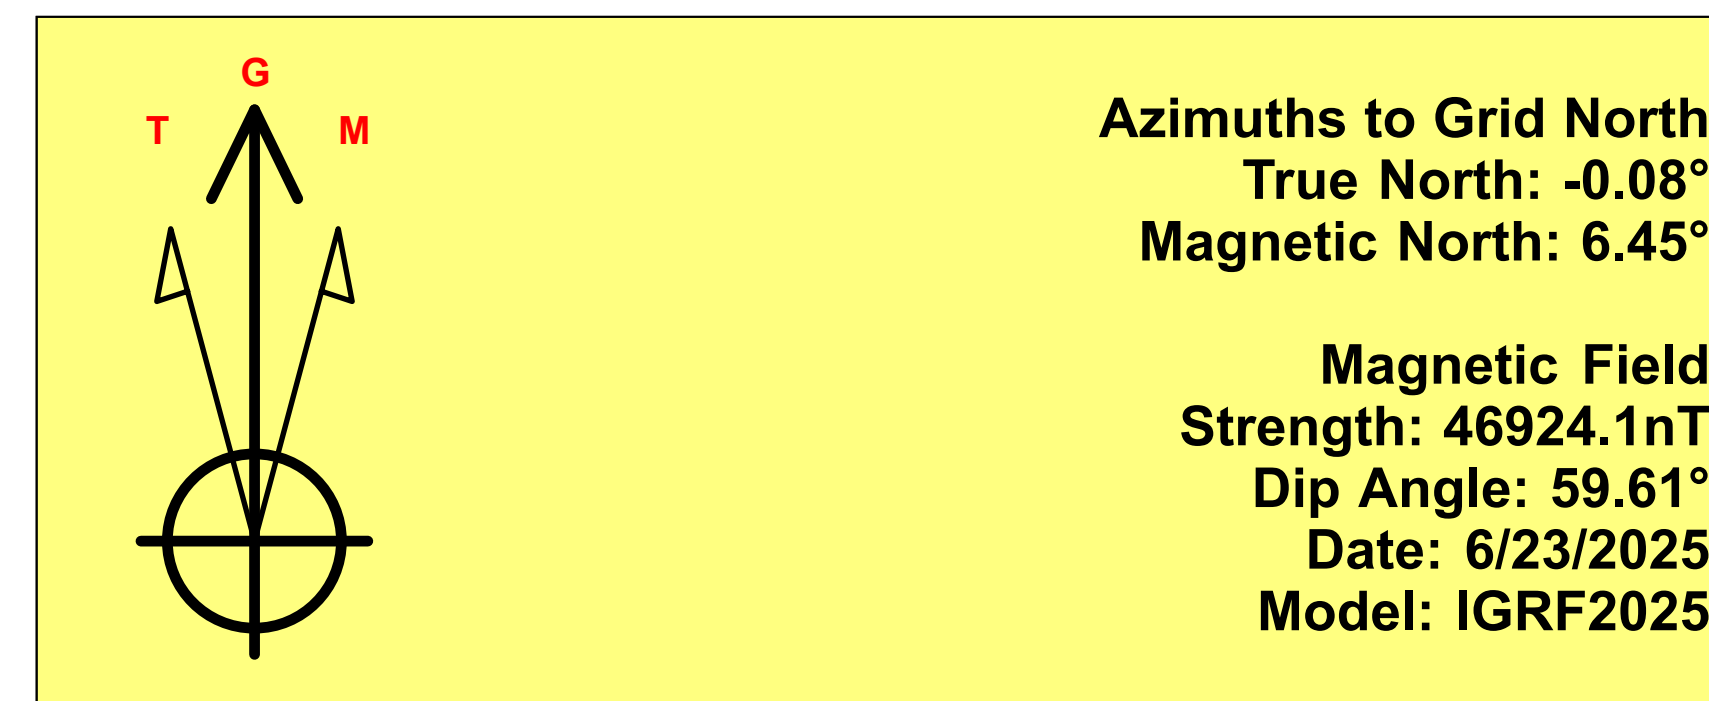 G
T M
Azimuths to Grid North
True North: -0.08°
Magnetic North: 6.45°
Magnetic Field
Strength: 46924.1nT
Dip Angle: 59.61°
Date: 6/23/2025
Model: IGRF2025